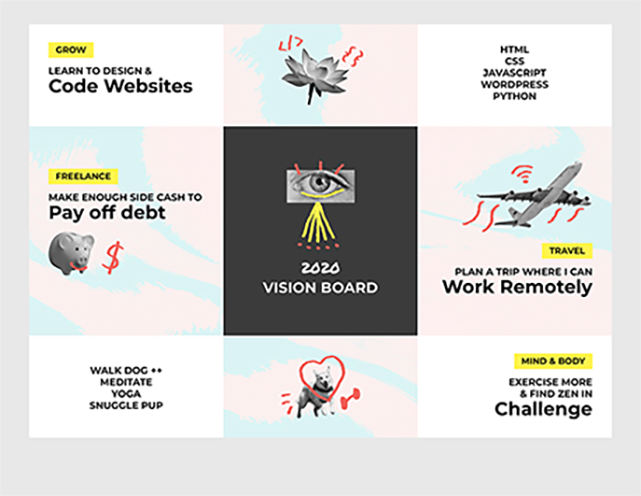 GROW
LEARN TO DESIGN &
Code Websites
</>
{}
HTML
CSS
JAVASCRIPT
WORDPRESS
PYTHON
FREELANCE
MAKE ENOUGH SIDE CASH TO
Pay off debt
$
2020
VISION BOARD
TRAVEL
PLAN A TRIP WHERE I CAN
Work Remotely
WALK DOG ++
MEDITATE
YOGA
SNUGGLE PUP
MIND & BODY
EXERCISE MORE
& FIND ZEN IN
Challenge